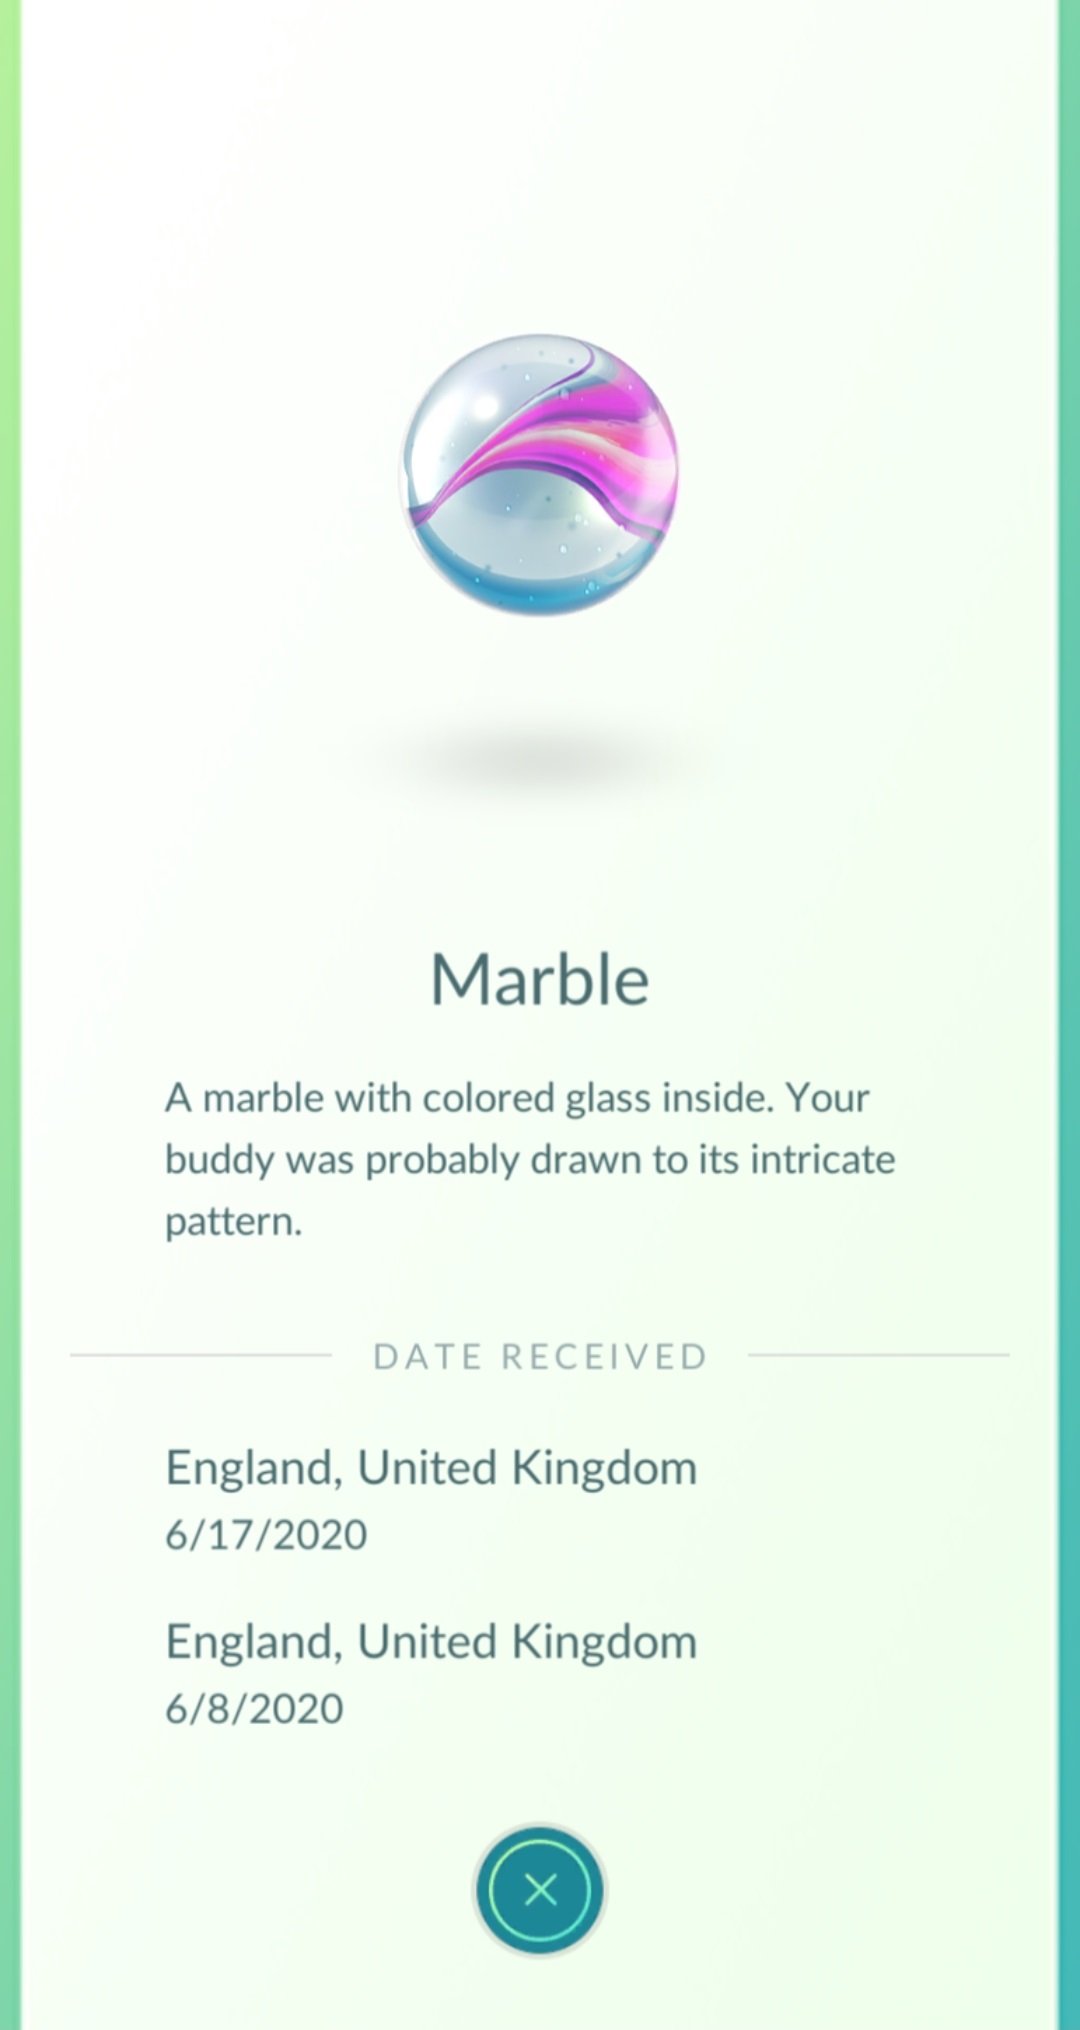 Marble
A marble with colored glass inside. Your
buddy was probably drawn to its intricate
pattern.
DATE RECEIVED
England, United Kingdom
6/17/2020
England, United Kingdom
6/8/2020